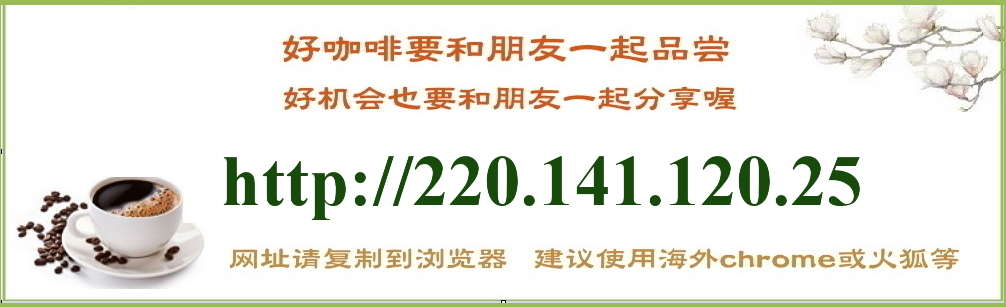 好咖啡要和朋友一起品尝
好机会也要和朋友一起分享喔
http://220.141.120.25
网址请复制到浏览器 建议使用海外chrome或火狐等